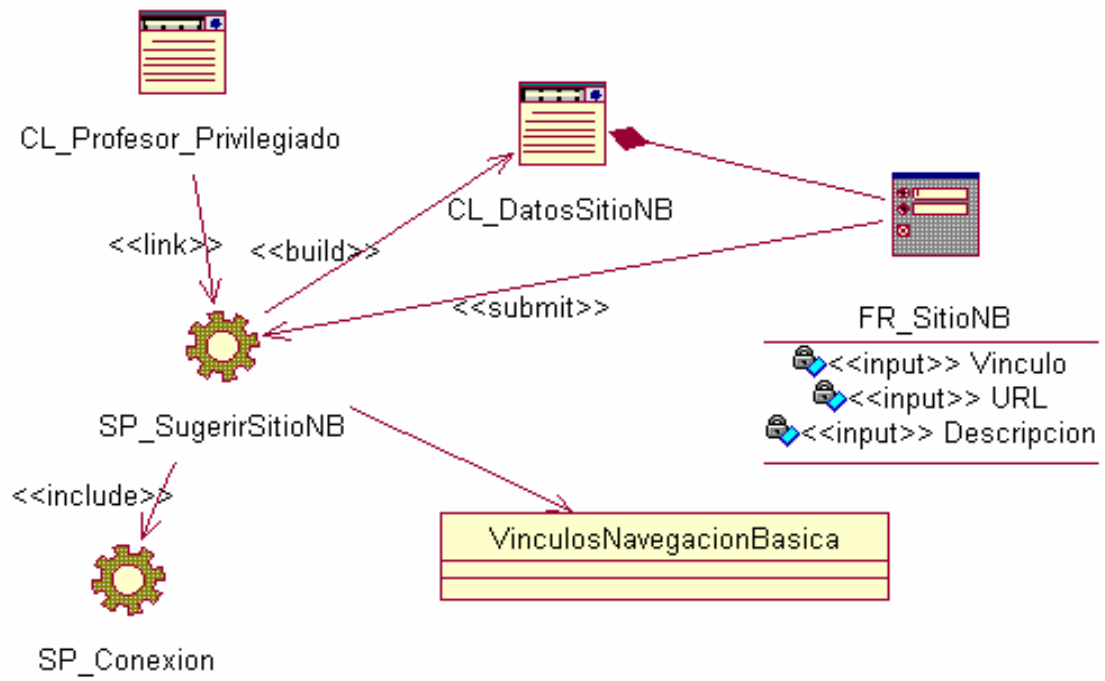 CL_Profesor_Privilegiado
CL_DatosSitioNB
<<link>>
<<build>>
<<submit>>
FR_SitioNB
<<input>> Vinculo
<<input>> URL
<<input>> Descripcion
SP_SugerirSitioNB
<<include>>
VinculosNavegacionBasica
SP_Conexion